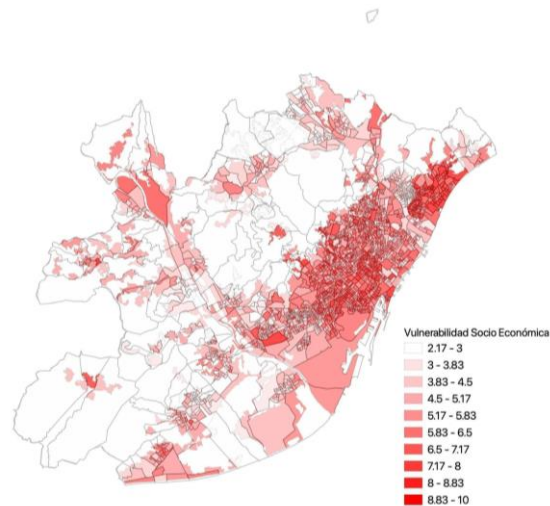 Vulnerabilidad Socio Económica
2.17 - 3
3 - 3.83
3.83 - 4.5
4.5 - 5.17
5.17 - 5.83
5.83 - 6.5
6.5 - 7.17
7.17 - 8
8 - 8.83
8.83 - 10